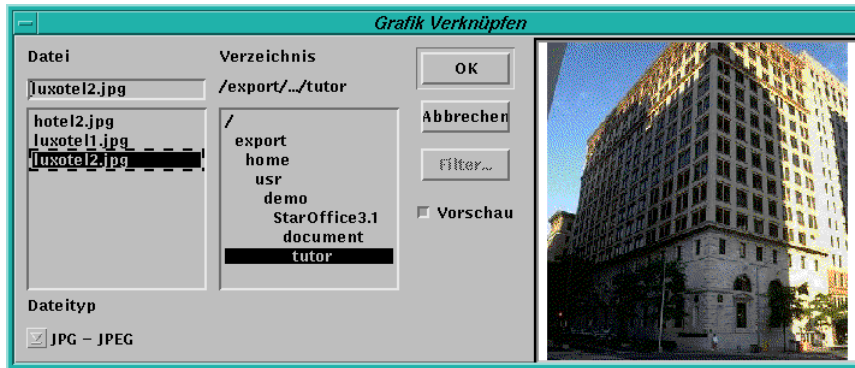 Grafik Verknüpfen
Datei
luxotel2.jpg
hotel2.jpg
luxotel1.jpg
luxotel2.jpg
Dateityp
JPG – JPEG
Verzeichnis
/export/.../tutor
/
export
home
usr
demo
StarOffice3.1
document
tutor
OK
Abbrechen
Filter...
Vorschau